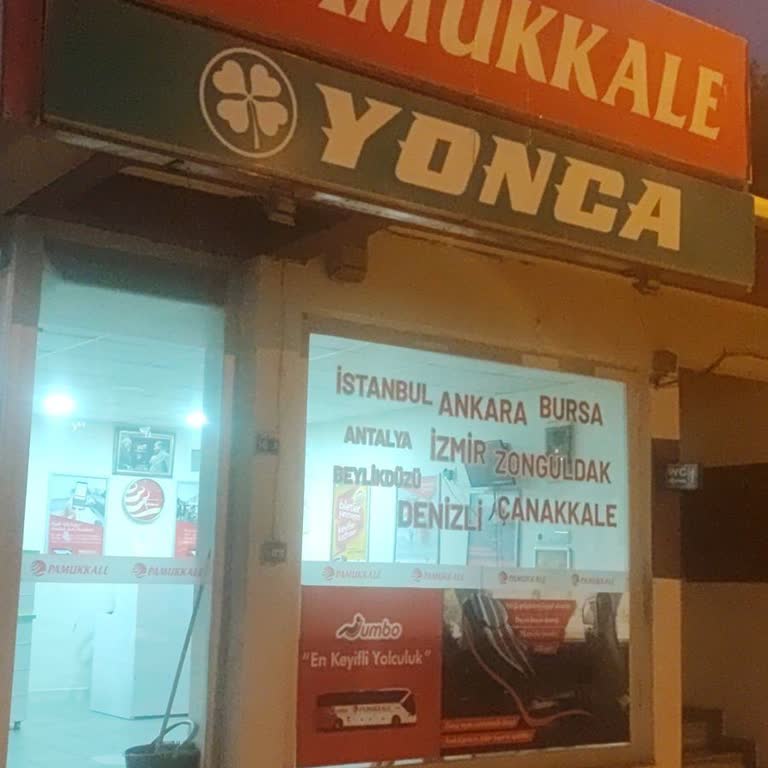 PAMUKKALE
YONCA
İSTANBUL ANKARA BURSA
ANTALYA İZMİR ZONGULDAK
BEYLİKDÜZÜ
DENİZLİ ÇANAKKALE
PAMUKKALE PAMUKKALE
PAMUKKALE PAMUKKALE PAMUKKALE PAMUKKALE
Jumbo
"En Keyifli Yolculuk"
PAMUKKALE
WC